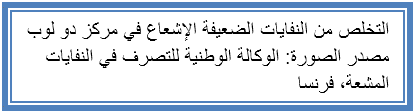 التخلص من النفايات الضعيفة الإشعاع في مركز دو لوب
مصدر الصورة: الوكالة الوطنية للتصرف في النفايات
المشعة، فرنسا